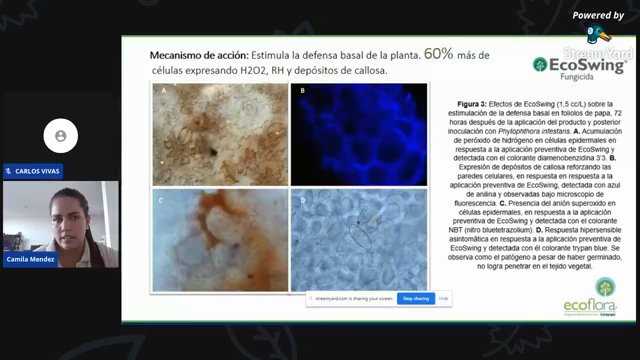 Powered by
StreamYard
Mecanismo de acción: Estimula la defensa basal de la planta. 60% más de
células expresando H2O2, RH y depósitos de callosa.
EcoSwing
Fungicida
A
B
C
D
Figura 3: Efectos de EcoSwing (1,5 cc/L) sobre la
estimulación de la defensa basal en foliolos de papa, 72
horas después de la aplicación del producto y posterior
inoculación con Phytophthora infestans. A. Acumulación
de peróxido de hidrógeno en células epidermales en
respuesta a la aplicación preventiva de EcoSwing y
detectada con el colorante diamenobenzidina 3'3. B.
Expresión de depósitos de callosa reforzando las
paredes celulares, en respuesta en respuesta a la
aplicación preventiva de EcoSwing, detectada con azul
de anilina y observadas bajo microscopio de
fluorescencia. C. Presencia del anión superoxido en
células epidermales, en respuesta a la aplicación
preventiva de EcoSwing y detectada con el colorante
NBT (nitro bluetetrazolium). D. Respuesta hipersensible
asintomática en respuesta a la aplicación preventiva de
EcoSwing y detectada con él colorante trypan blue. Se
observa como el patógeno a pesar de haber germinado,
no logra penetrar en el tejido vegetal.
CARLOS VIVAS
Camila Mendez
streamyard.com is sharing your screen.
Stop sharing
Hide
ecoflora